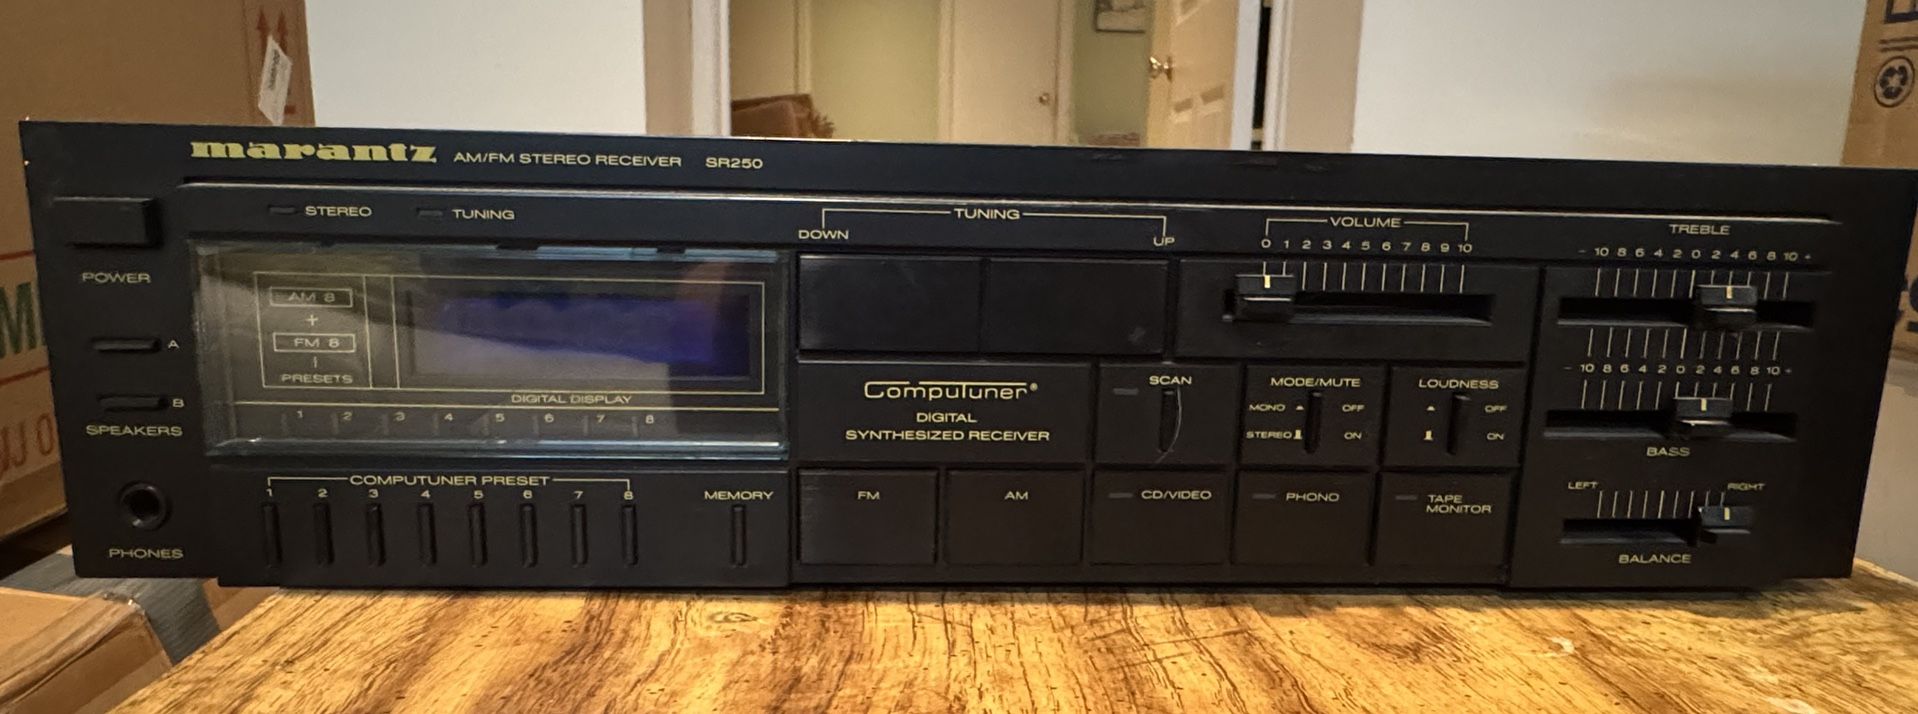 marantz AM/FM STEREO RECEIVER SR250
STEREO TUNING
TUNING
DOWN UP
VOLUME
0 1 2 3 4 5 6 7 8 9 10
TREBLE
- 10 8 6 4 2 0 2 4 6 8 10 +
POWER
AM 8
+
FM 8
PRESETS
DIGITAL DISPLAY
1 2 3 4 5 6 7 8
A
B
SPEAKERS
CompuTuner®
DIGITAL
SYNTHESIZED RECEIVER
SCAN
MODE/MUTE
MONO OFF
STEREO ON
LOUDNESS
OFF
ON
- 10 8 6 4 2 0 2 4 6 8 10 +
BASS
COMPUTUNER PRESET
1 2 3 4 5 6 7 8
MEMORY
FM
AM
CD/VIDEO
PHONO
TAPE
MONITOR
LEFT RIGHT
BALANCE
PHONES